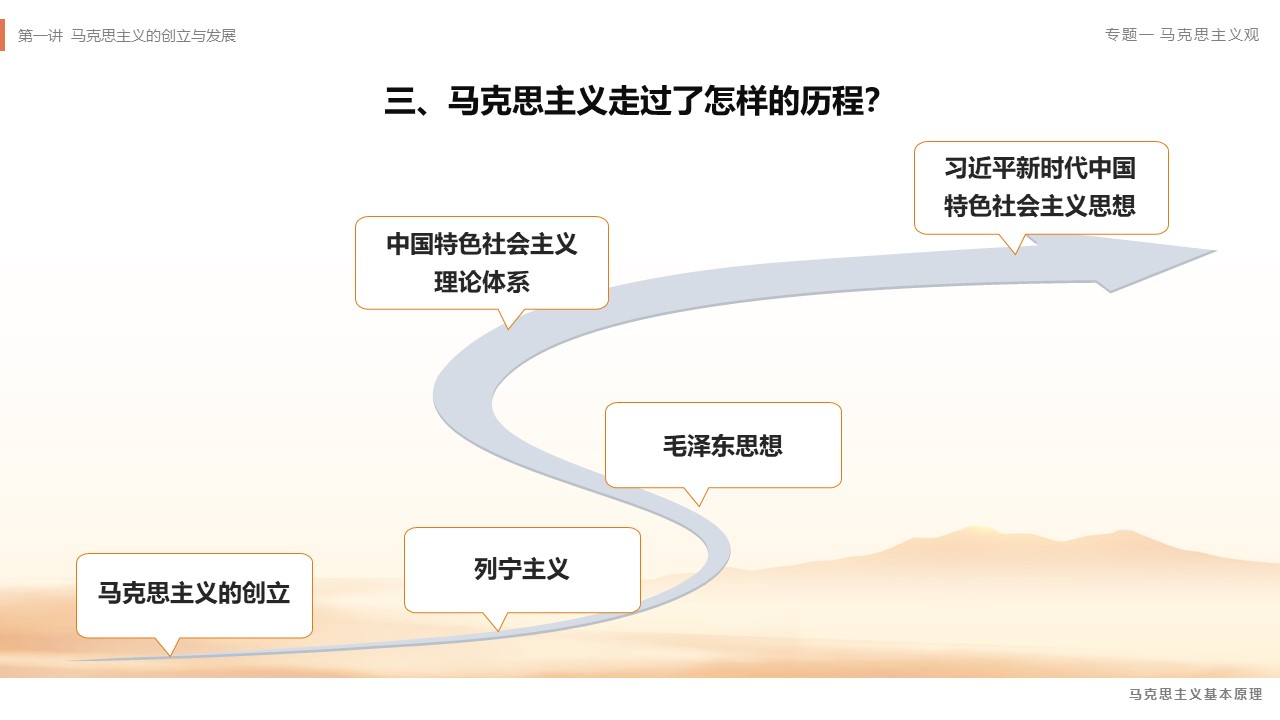 第一讲 马克思主义的创立与发展
专题一 马克思主义观
三、马克思主义走过了怎样的历程?
习近平新时代中国
特色社会主义思想
中国特色社会主义
理论体系
毛泽东思想
列宁主义
马克思主义的创立
马克思主义基本原理